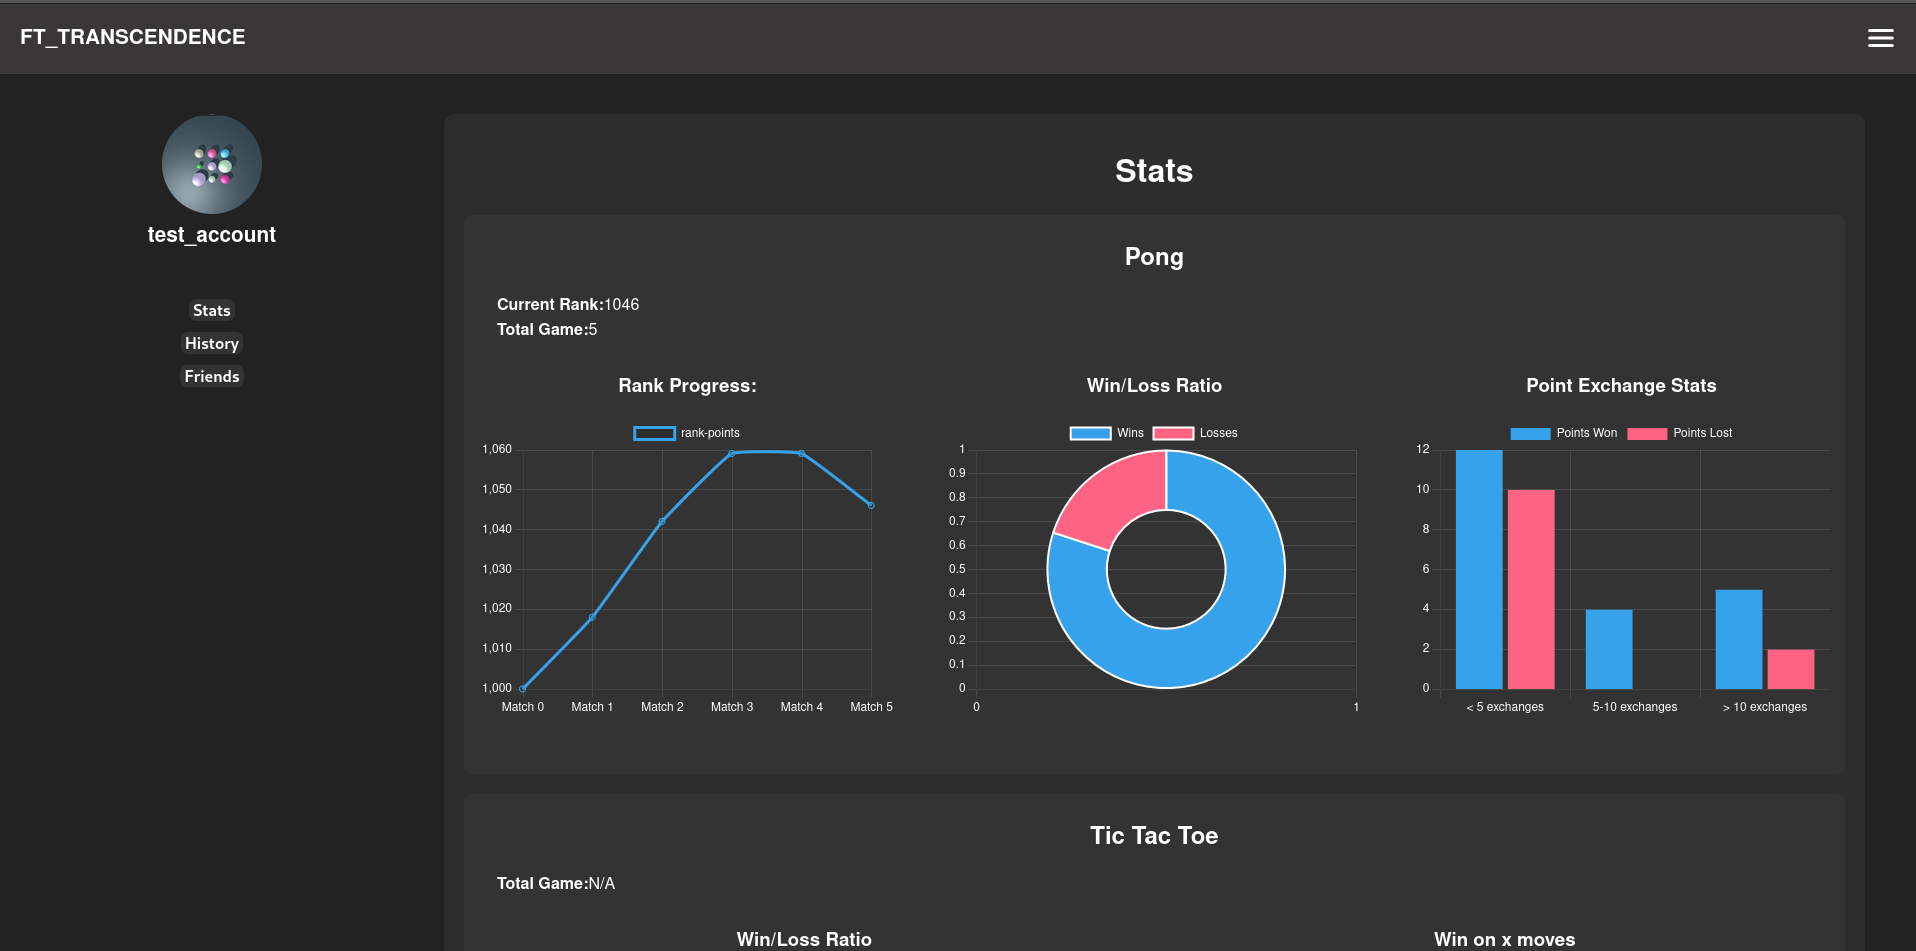 FT_TRANSCENDENCE
test_account
Stats
History
Friends
Stats
Pong
Current Rank:1046
Total Game:5
Rank Progress:
rank-points
1,060
1,050
1,040
1,030
1,020
1,010
1,000
Match 0 Match 1 Match 2 Match 3 Match 4 Match 5
Win/Loss Ratio
Wins Losses
1
0.9
0.8
0.7
0.6
0.5
0.4
0.3
0.2
0.1
0
0 1
Point Exchange Stats
Points Won Points Lost
12
10
8
6
4
2
0
< 5 exchanges 5-10 exchanges > 10 exchanges
Tic Tac Toe
Total Game:N/A
Win/Loss Ratio
Win on x moves